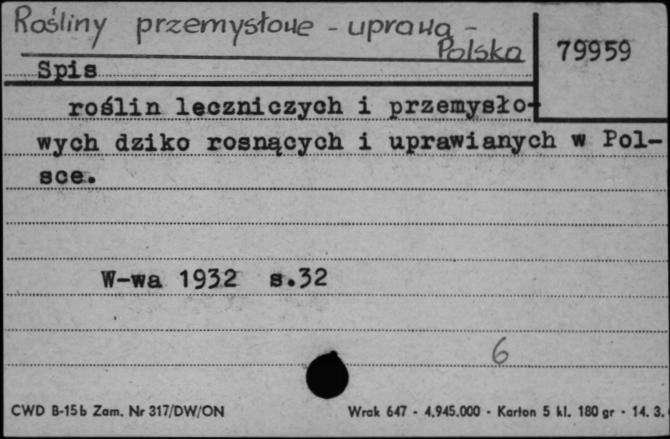 Rośliny przemysłowe - uprawa -
Polska
79959
Spis
roślin leczniczych i przemysło-
wych dziko rosnących i uprawianych w Pol-
sce.
W-wa 1932 s.32
6
CWD B-15b Zam. Nr 317/DW/ON
Wrak 647 - 4.945.000 - Karton 5 kl. 180 gr - 14. 3.